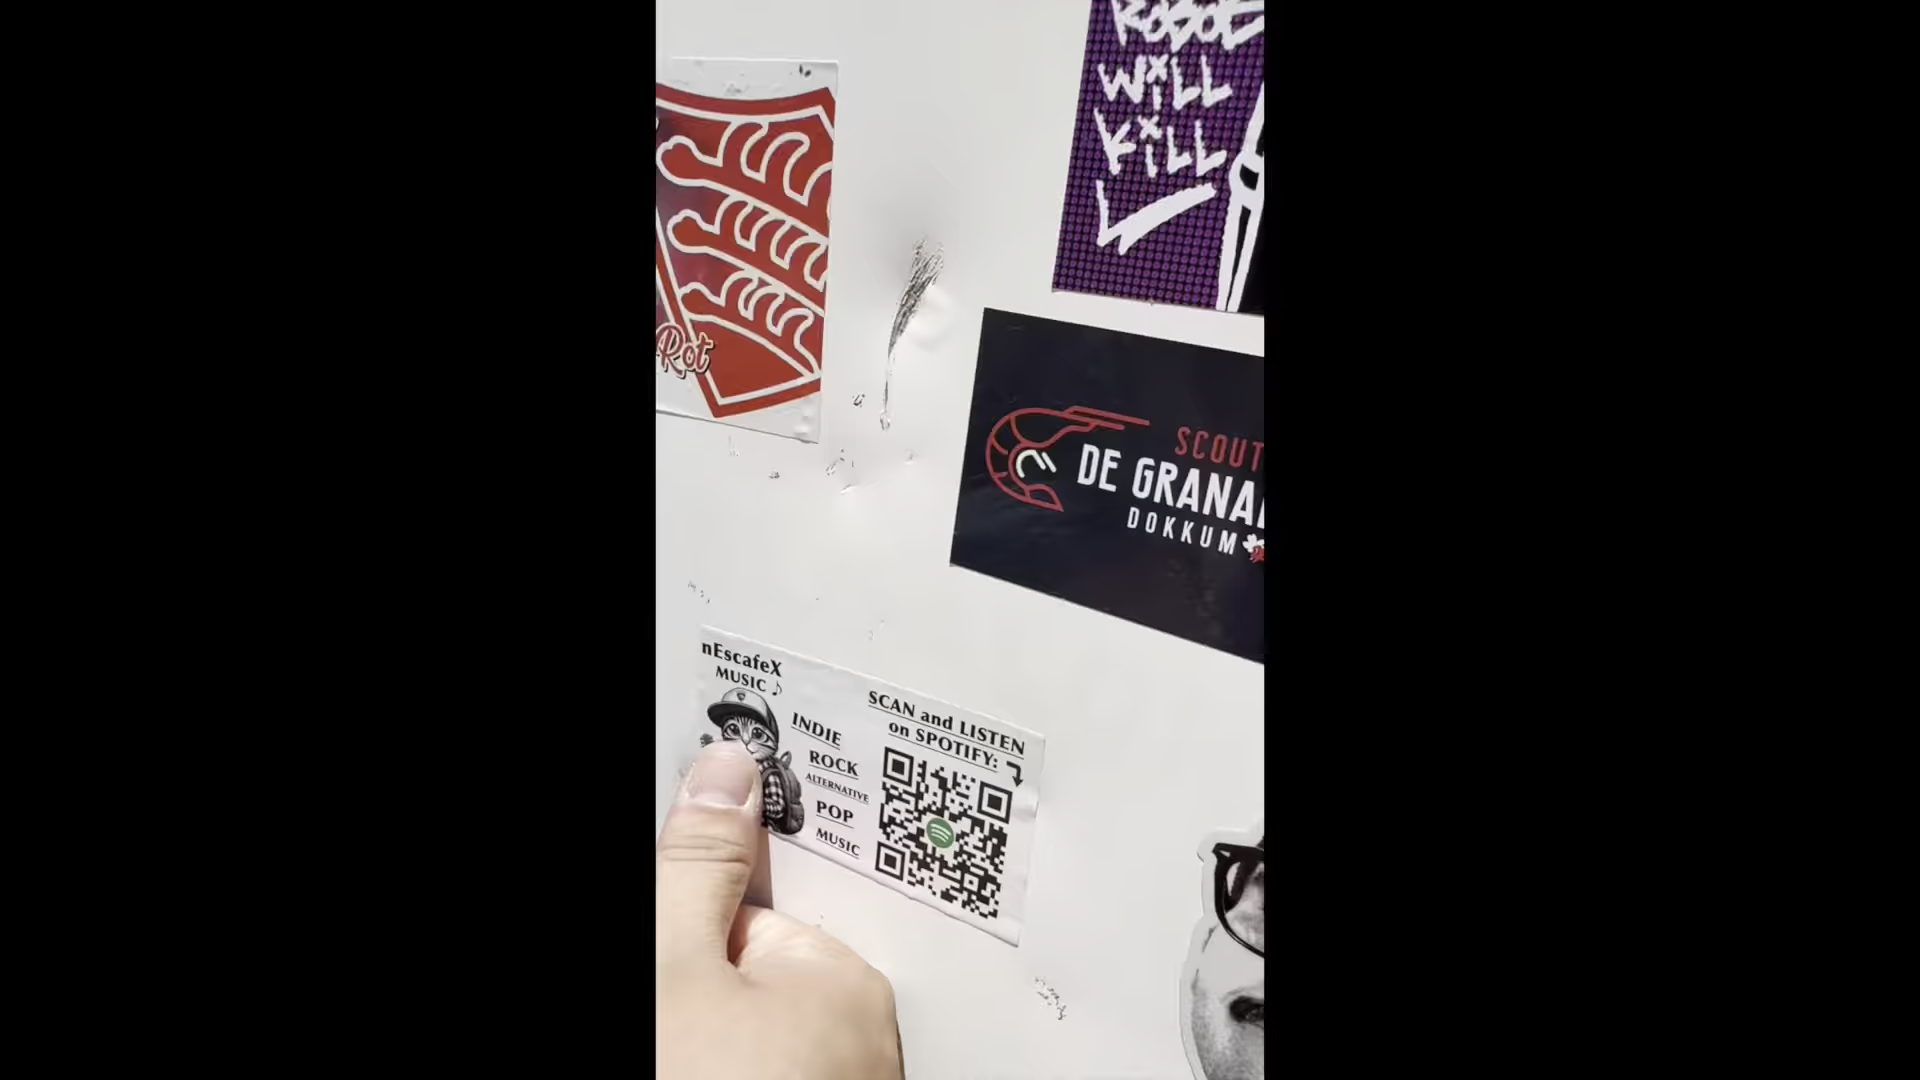 ROBOT
WiLL
KiLL
Rot
SCOUT
DE GRANA
DOKKUM
nEscafeX
MUSIC ♪
INDIE
ROCK
ALTERNATIVE
POP
MUSIC
SCAN and LISTEN
on SPOTIFY: